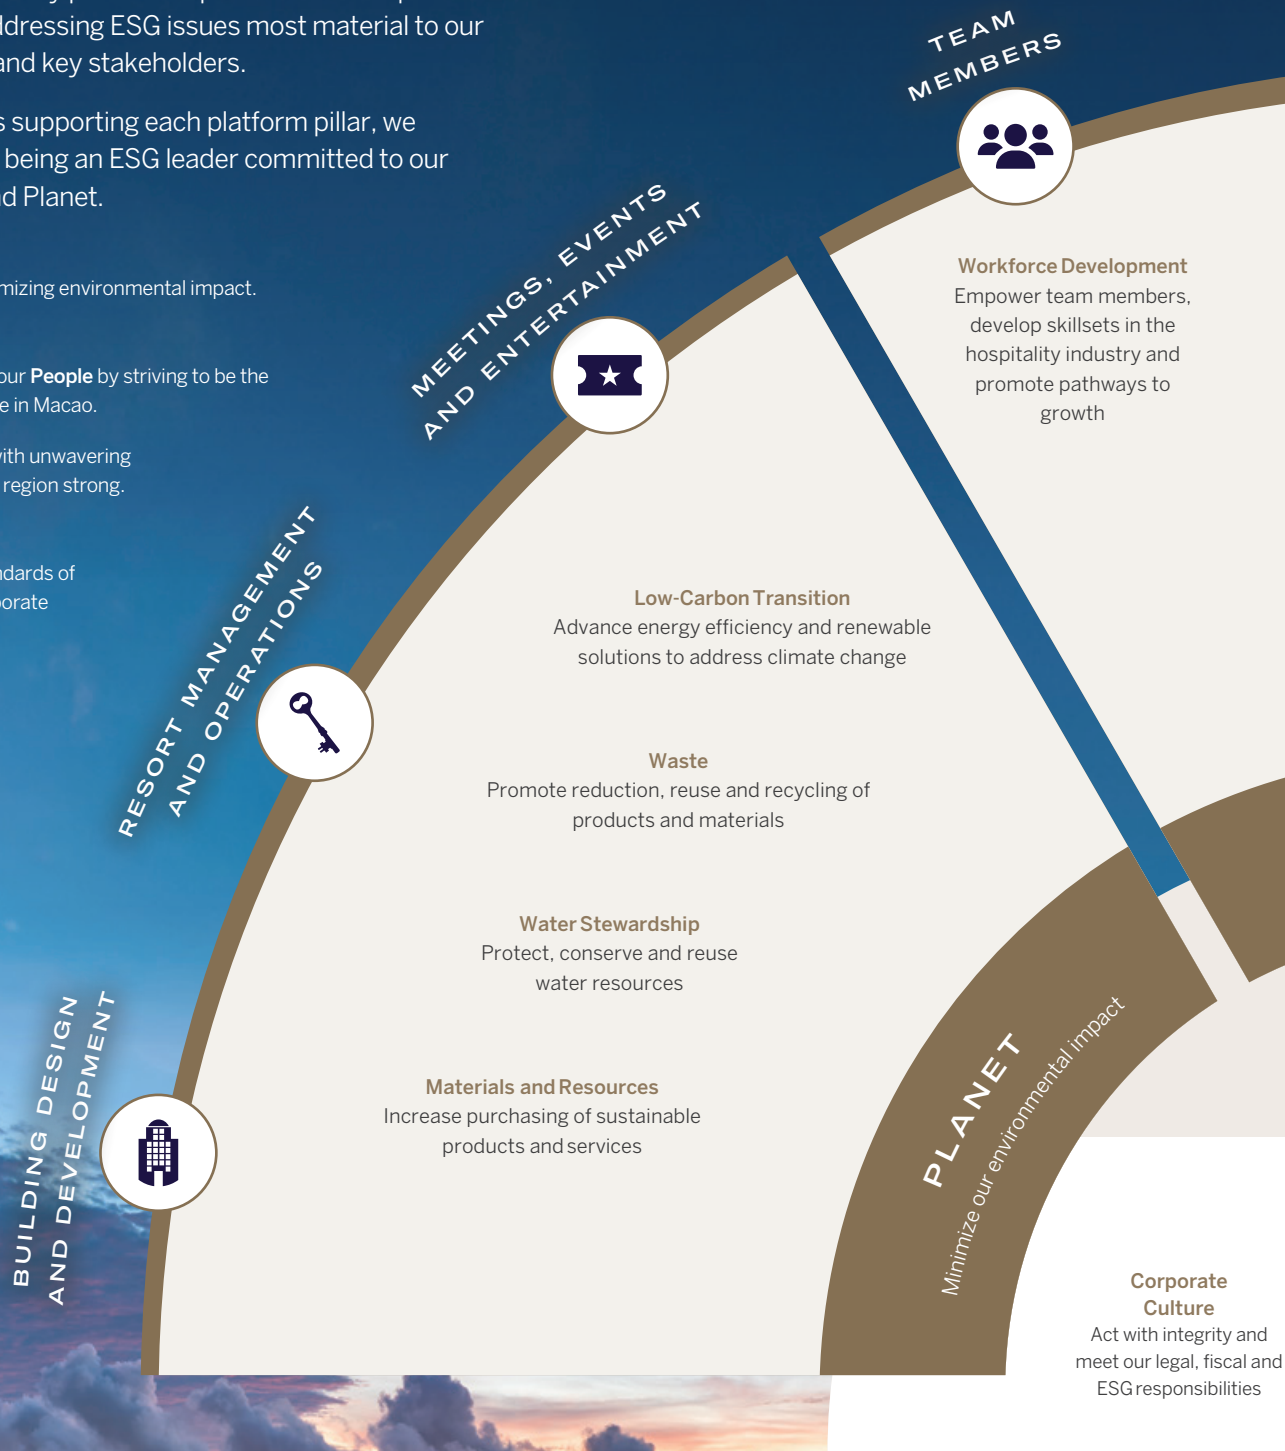 ddressing ESG issues most material to our
and key stakeholders.
s supporting each platform pillar, we
being an ESG leader committed to our
d Planet.
mizing environmental impact.
our People by striving to be the
e in Macao.
with unwavering
region strong.
ndards of
porate
TEAM
MEMBERS
MEETINGS, EVENTS
AND ENTERTAINMENT
RESORT MANAGEMENT
AND OPERATIONS
BUILDING DESIGN
AND DEVELOPMENT
Workforce Development
Empower team members,
develop skillsets in the
hospitality industry and
promote pathways to
growth
Low-Carbon Transition
Advance energy efficiency and renewable
solutions to address climate change
Waste
Promote reduction, reuse and recycling of
products and materials
Water Stewardship
Protect, conserve and reuse
water resources
Materials and Resources
Increase purchasing of sustainable
products and services
PLANET
Minimize our environmental impact
Corporate
Culture
Act with integrity and
meet our legal, fiscal and
ESG responsibilities